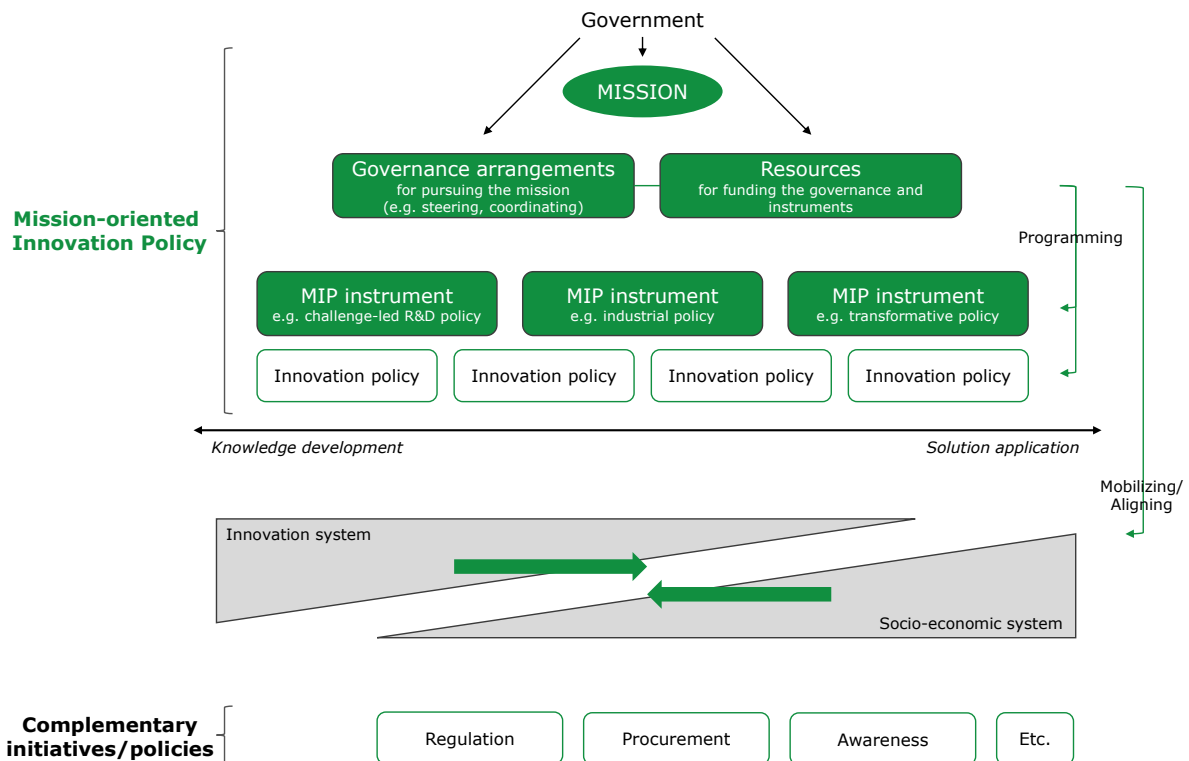 Government
MISSION
Governance arrangements
for pursuing the mission
(e.g. steering, coordinating)
Resources
for funding the governance and
instruments
Mission-oriented
Innovation Policy
Programming
MIP instrument
e.g. challenge-led R&D policy
MIP instrument
e.g. industrial policy
MIP instrument
e.g. transformative policy
Innovation policy
Innovation policy
Innovation policy
Innovation policy
Knowledge development
Solution application
Mobilizing/
Aligning
Innovation system
Socio-economic system
Complementary
initiatives/policies
Regulation
Procurement
Awareness
Etc.